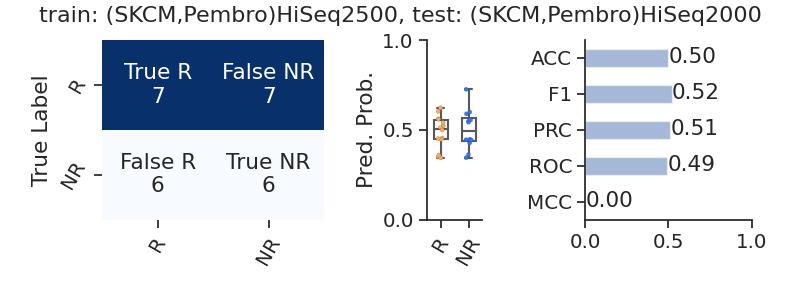 train: (SKCM,Pembro)HiSeq2500, test: (SKCM,Pembro)HiSeq2000
True Label
R
NR
True R
7
False NR
7
False R
6
True NR
6
R
NR
Pred. Prob.
1.0
0.5
0.0
R
NR
ACC
0.50
F1
0.52
PRC
0.51
ROC
0.49
MCC
0.00
0.0
0.5
1.0